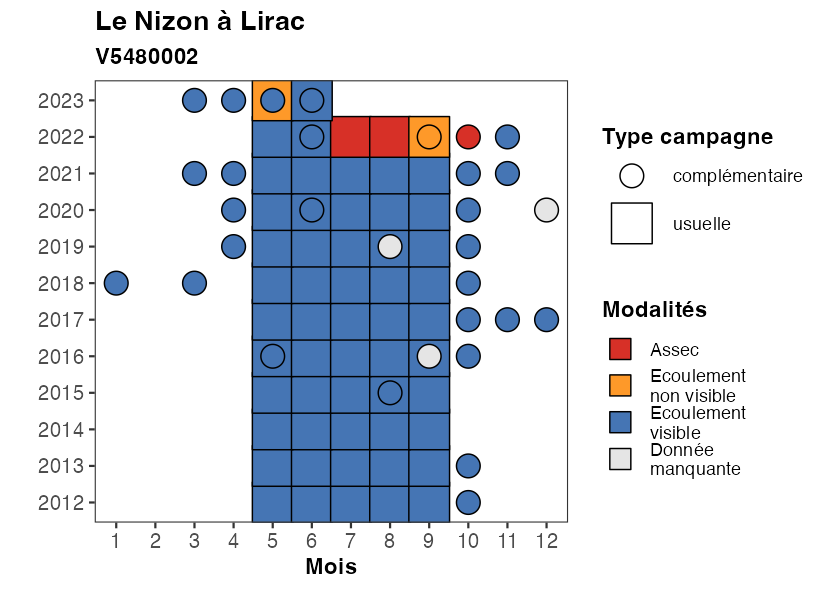 Le Nizon à Lirac
V5480002
2023
2022
2021
2020
2019
2018
2017
2016
2015
2014
2013
2012
1 2 3 4 5 6 7 8 9 10 11 12
Mois
Type campagne
complémentaire
usuelle
Modalités
Assec
Ecoulement
non visible
Ecoulement
visible
Donnée
manquante